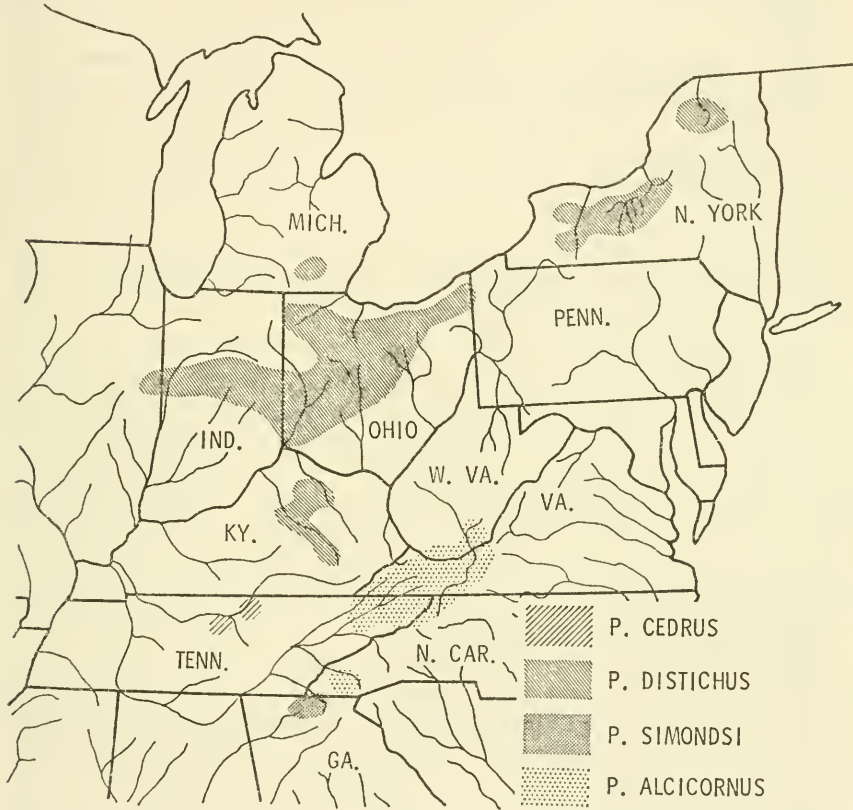 MICH.
N. YORK
PENN.
IND.
OHIO
W. VA.
VA.
KY.
TENN.
N. CAR.
GA.
P. CEDRUS
P. DISTICHUS
P. SIMONDSI
P. ALCICORNUS